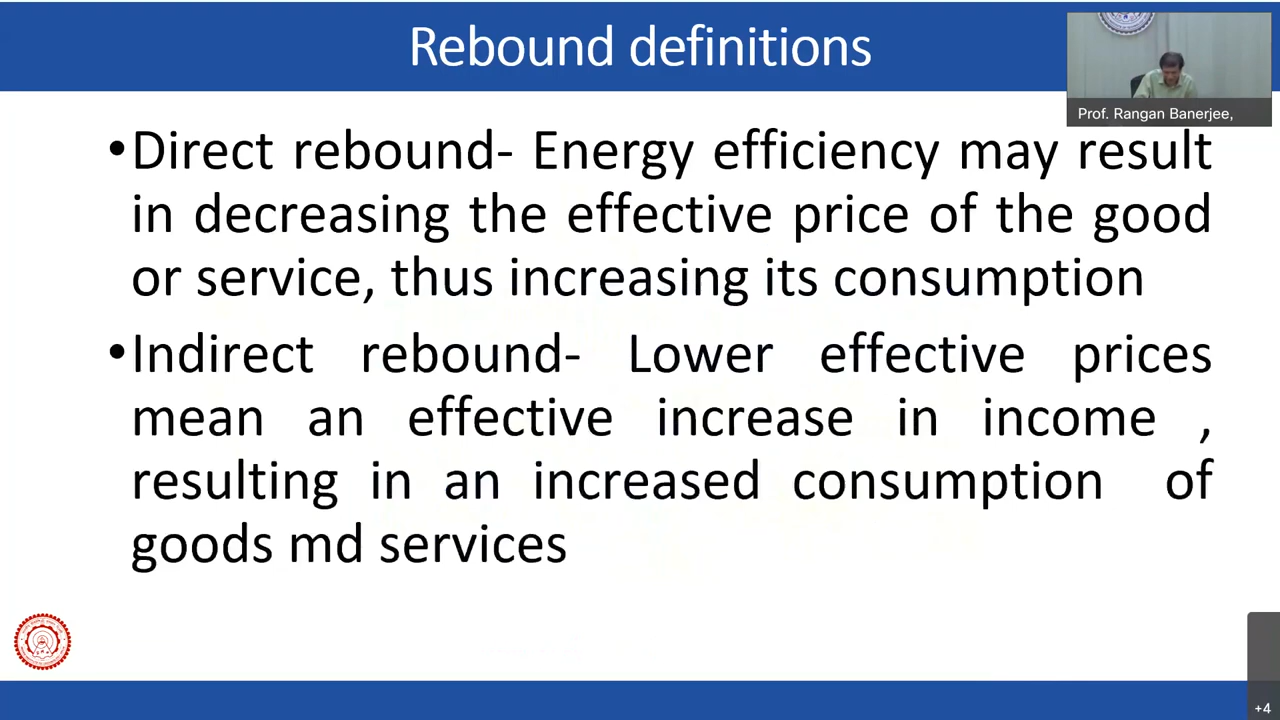 Rebound definitions
Prof. Rangan Banerjee,
•Direct rebound- Energy efficiency may result
in decreasing the effective price of the good
or service, thus increasing its consumption
•Indirect rebound- Lower effective prices
mean an effective increase in income ,
resulting in an increased consumption of
goods md services
+4